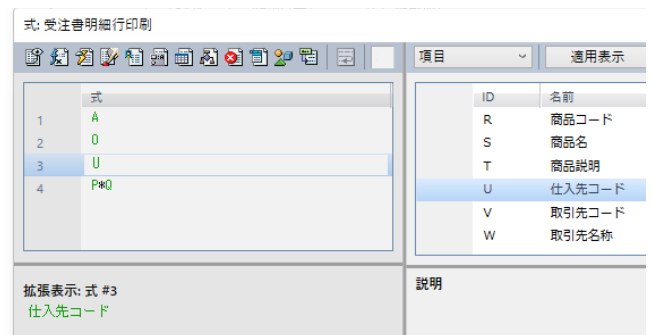 式: 受注書明細行印刷
項目 適用表示
式
1 A
2 O
3 U
4 P*Q
ID 名前
R 商品コード
S 商品名
T 商品説明
U 仕入先コード
V 取引先コード
W 取引先名称
拡張表示: 式 #3
仕入先コード
説明